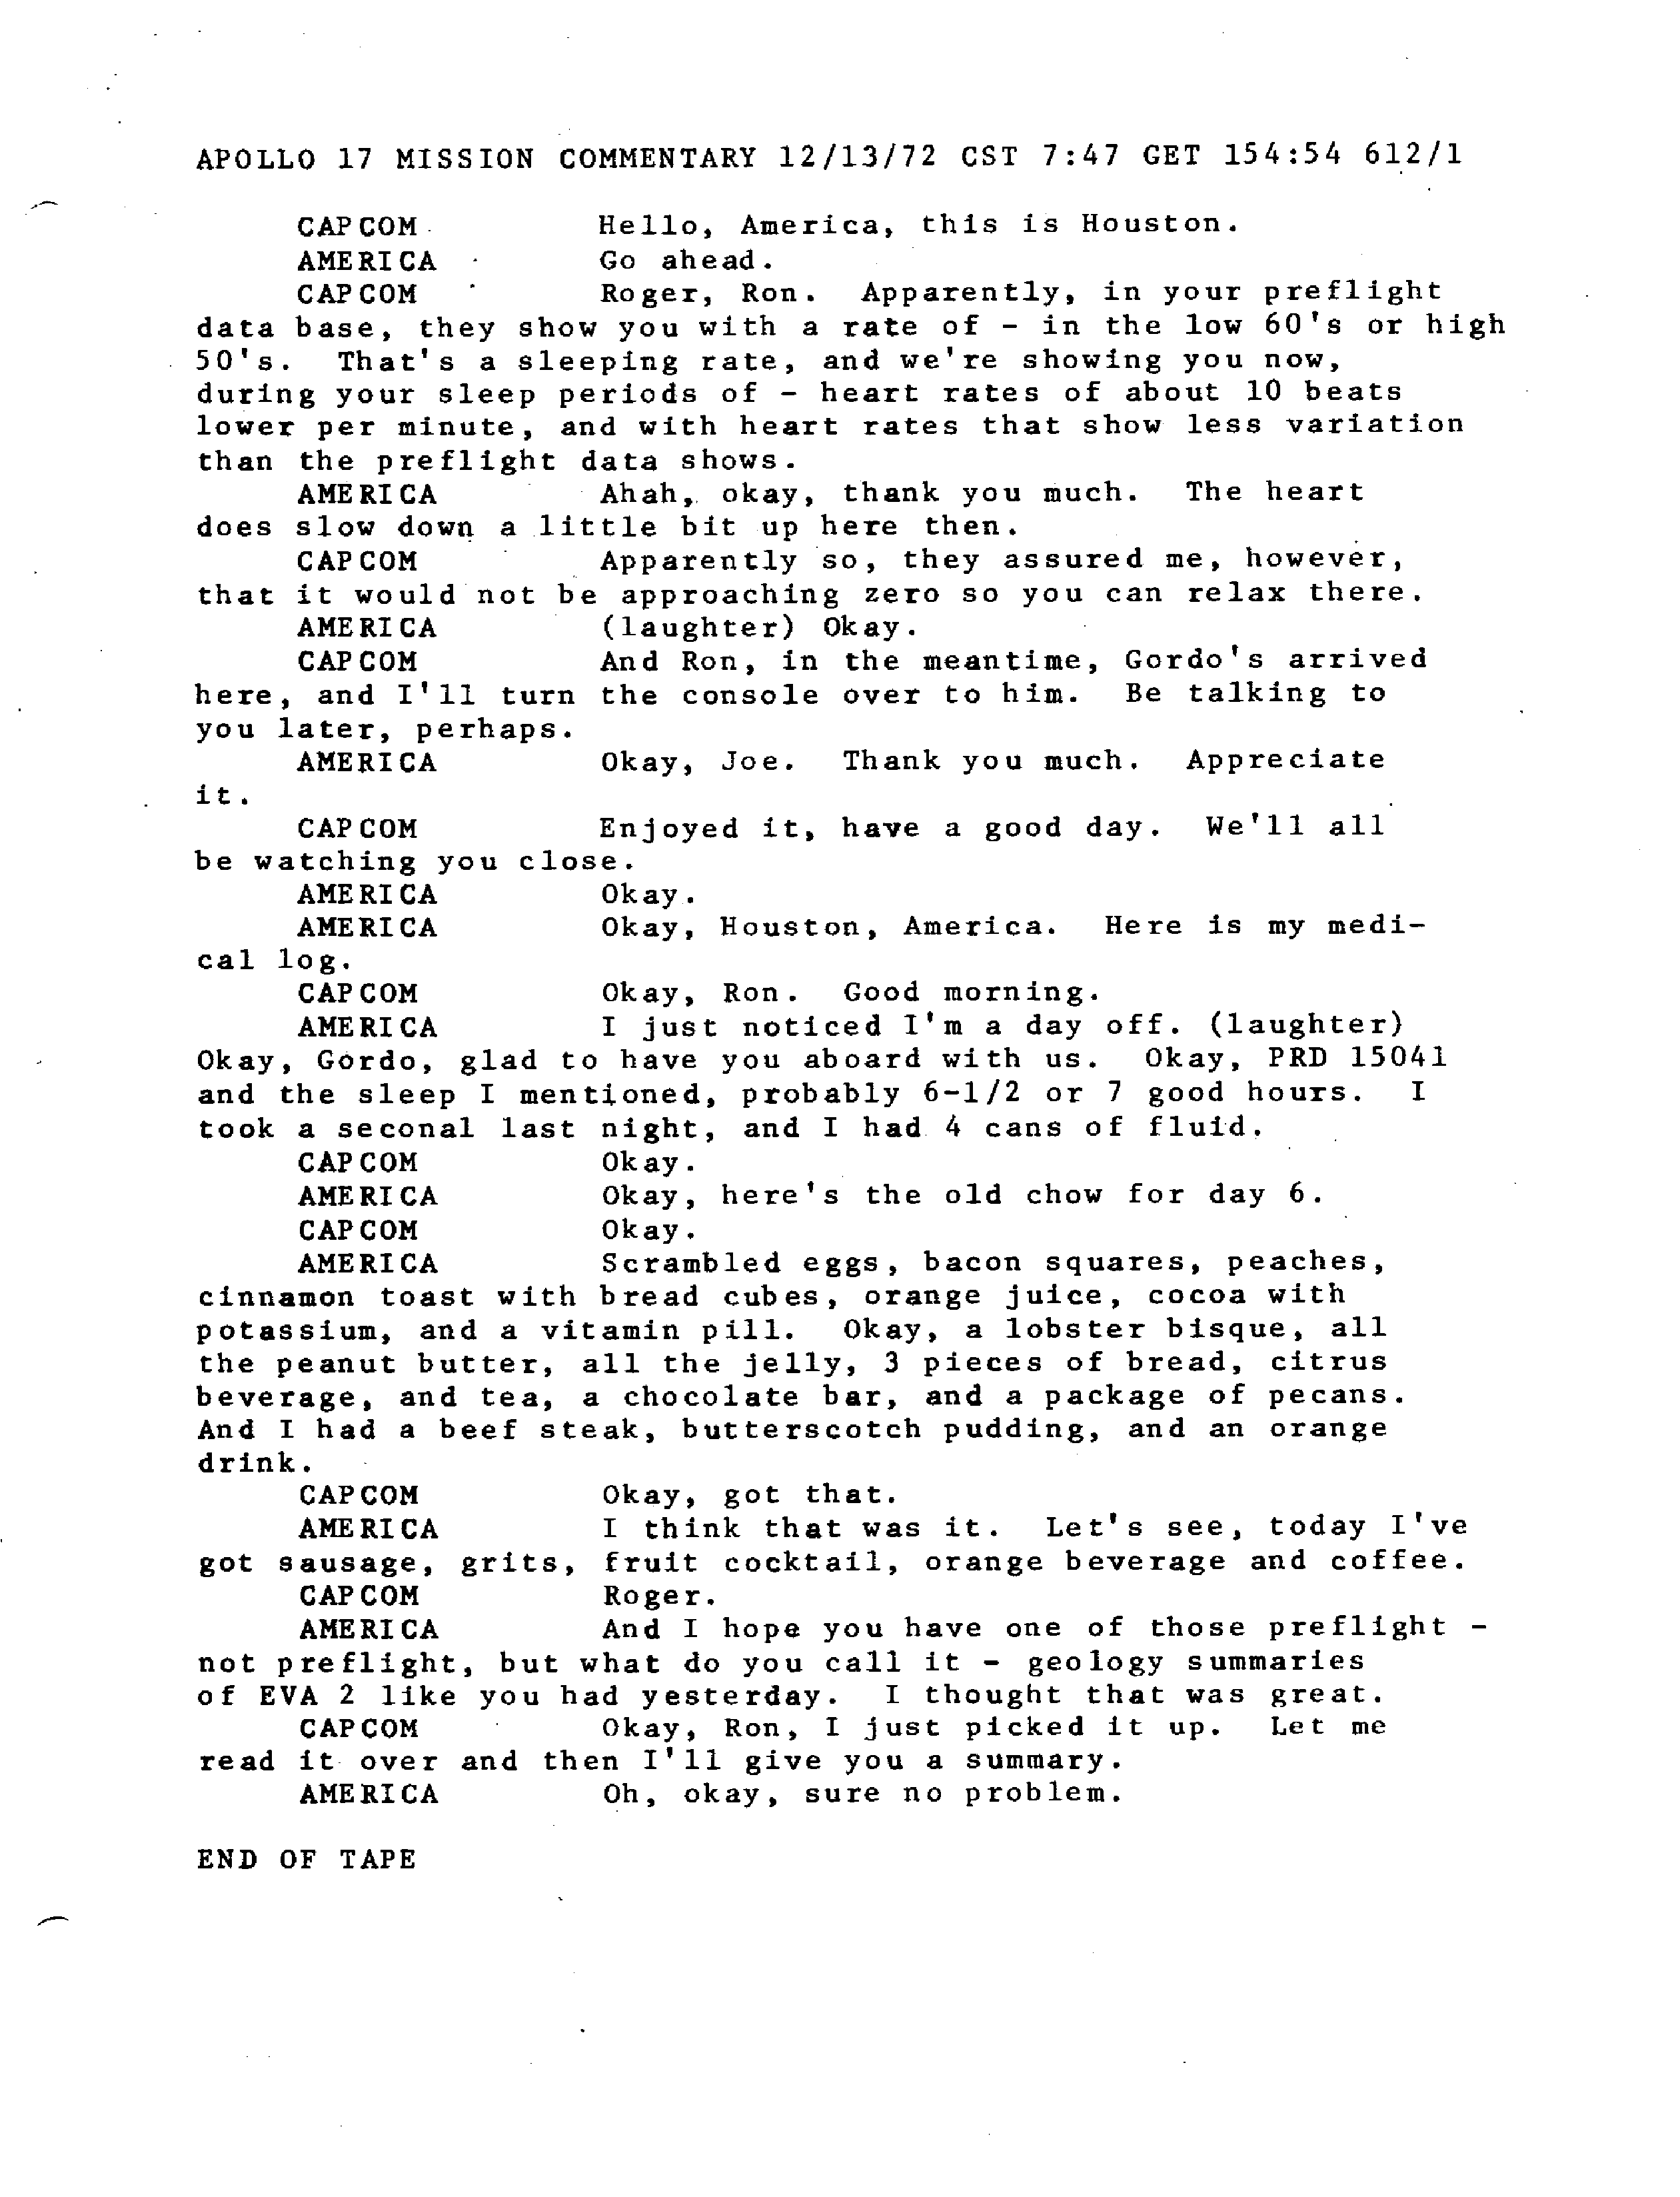 APOLLO 17 MISSION COMMENTARY 12/13/72 CST 7:47 GET 154:54 612/1
CAPCOM Hello, America, this is Houston.
AMERICA Go ahead.
CAPCOM Roger, Ron. Apparently, in your preflight
data base, they show you with a rate of - in the low 60's or high
50's. That's a sleeping rate, and we're showing you now,
during your sleep periods of - heart rates of about 10 beats
lower per minute, and with heart rates that show less variation
than the preflight data shows.
AMERICA Ahah, okay, thank you much. The heart
does slow down a little bit up here then.
CAPCOM Apparently so, they assured me, however,
that it would not be approaching zero so you can relax there.
AMERICA (laughter) Okay.
CAPCOM And Ron, in the meantime, Gordo's arrived
here, and I'll turn the console over to him. Be talking to
you later, perhaps.
AMERICA Okay, Joe. Thank you much. Appreciate
it.
CAPCOM Enjoyed it, have a good day. We'll all
be watching you close.
AMERICA Okay.
AMERICA Okay, Houston, America. Here is my medi-
cal log.
CAPCOM Okay, Ron. Good morning.
AMERICA I just noticed I'm a day off. (laughter)
Okay, Gordo, glad to have you aboard with us. Okay, PRD 15041
and the sleep I mentioned, probably 6-1/2 or 7 good hours. I
took a seconal last night, and I had 4 cans of fluid.
CAPCOM Okay.
AMERICA Okay, here's the old chow for day 6.
CAPCOM Okay.
AMERICA Scrambled eggs, bacon squares, peaches,
cinnamon toast with bread cubes, orange juice, cocoa with
potassium, and a vitamin pill. Okay, a lobster bisque, all
the peanut butter, all the jelly, 3 pieces of bread, citrus
beverage, and tea, a chocolate bar, and a package of pecans.
And I had a beef steak, butterscotch pudding, and an orange
drink.
CAPCOM Okay, got that.
AMERICA I think that was it. Let's see, today I've
got sausage, grits, fruit cocktail, orange beverage and coffee.
CAPCOM Roger.
AMERICA And I hope you have one of those preflight -
not preflight, but what do you call it - geology summaries
of EVA 2 like you had yesterday. I thought that was great.
CAPCOM Okay, Ron, I just picked it up. Let me
read it over and then I'll give you a summary.
AMERICA Oh, okay, sure no problem.
END OF TAPE